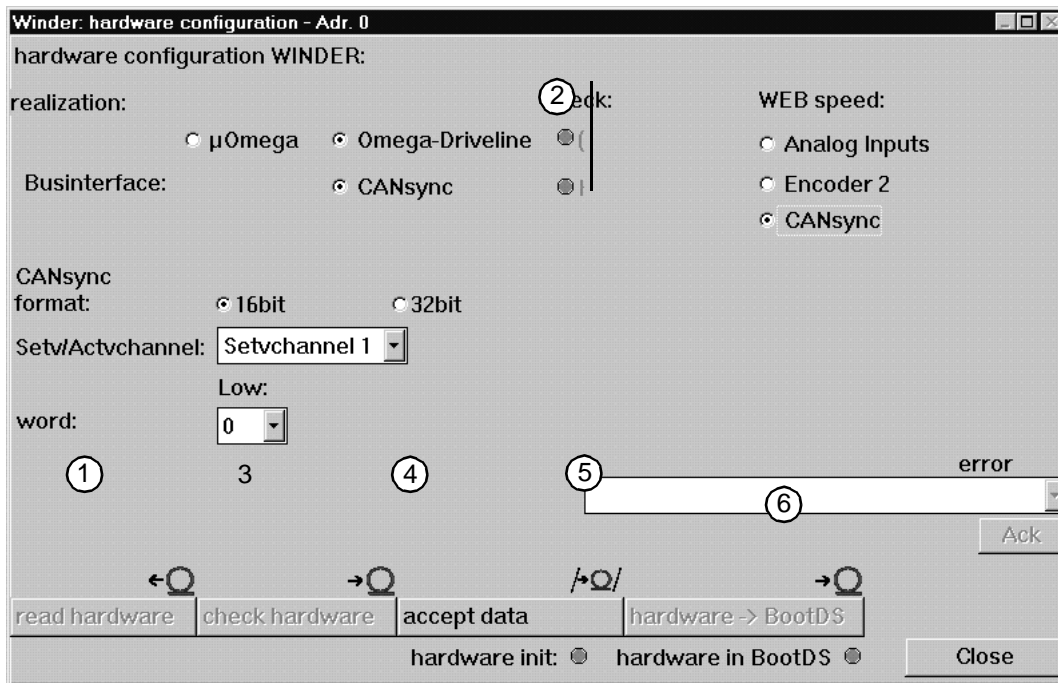 Winder: hardware configuration - Adr. 0
hardware configuration WINDER:
realization:
2
eck:
WEB speed:
µOmega
Omega-Driveline
(
Analog Inputs
Businterface:
CANsync
Encoder 2
CANsync
CANsync
format:
16bit
32bit
Setv/Actvchannel:
Setvchannel 1
Low:
word:
0
1
3
4
5
error
6
Ack
read hardware
check hardware
accept data
hardware -> BootDS
hardware init:
hardware in BootDS
Close